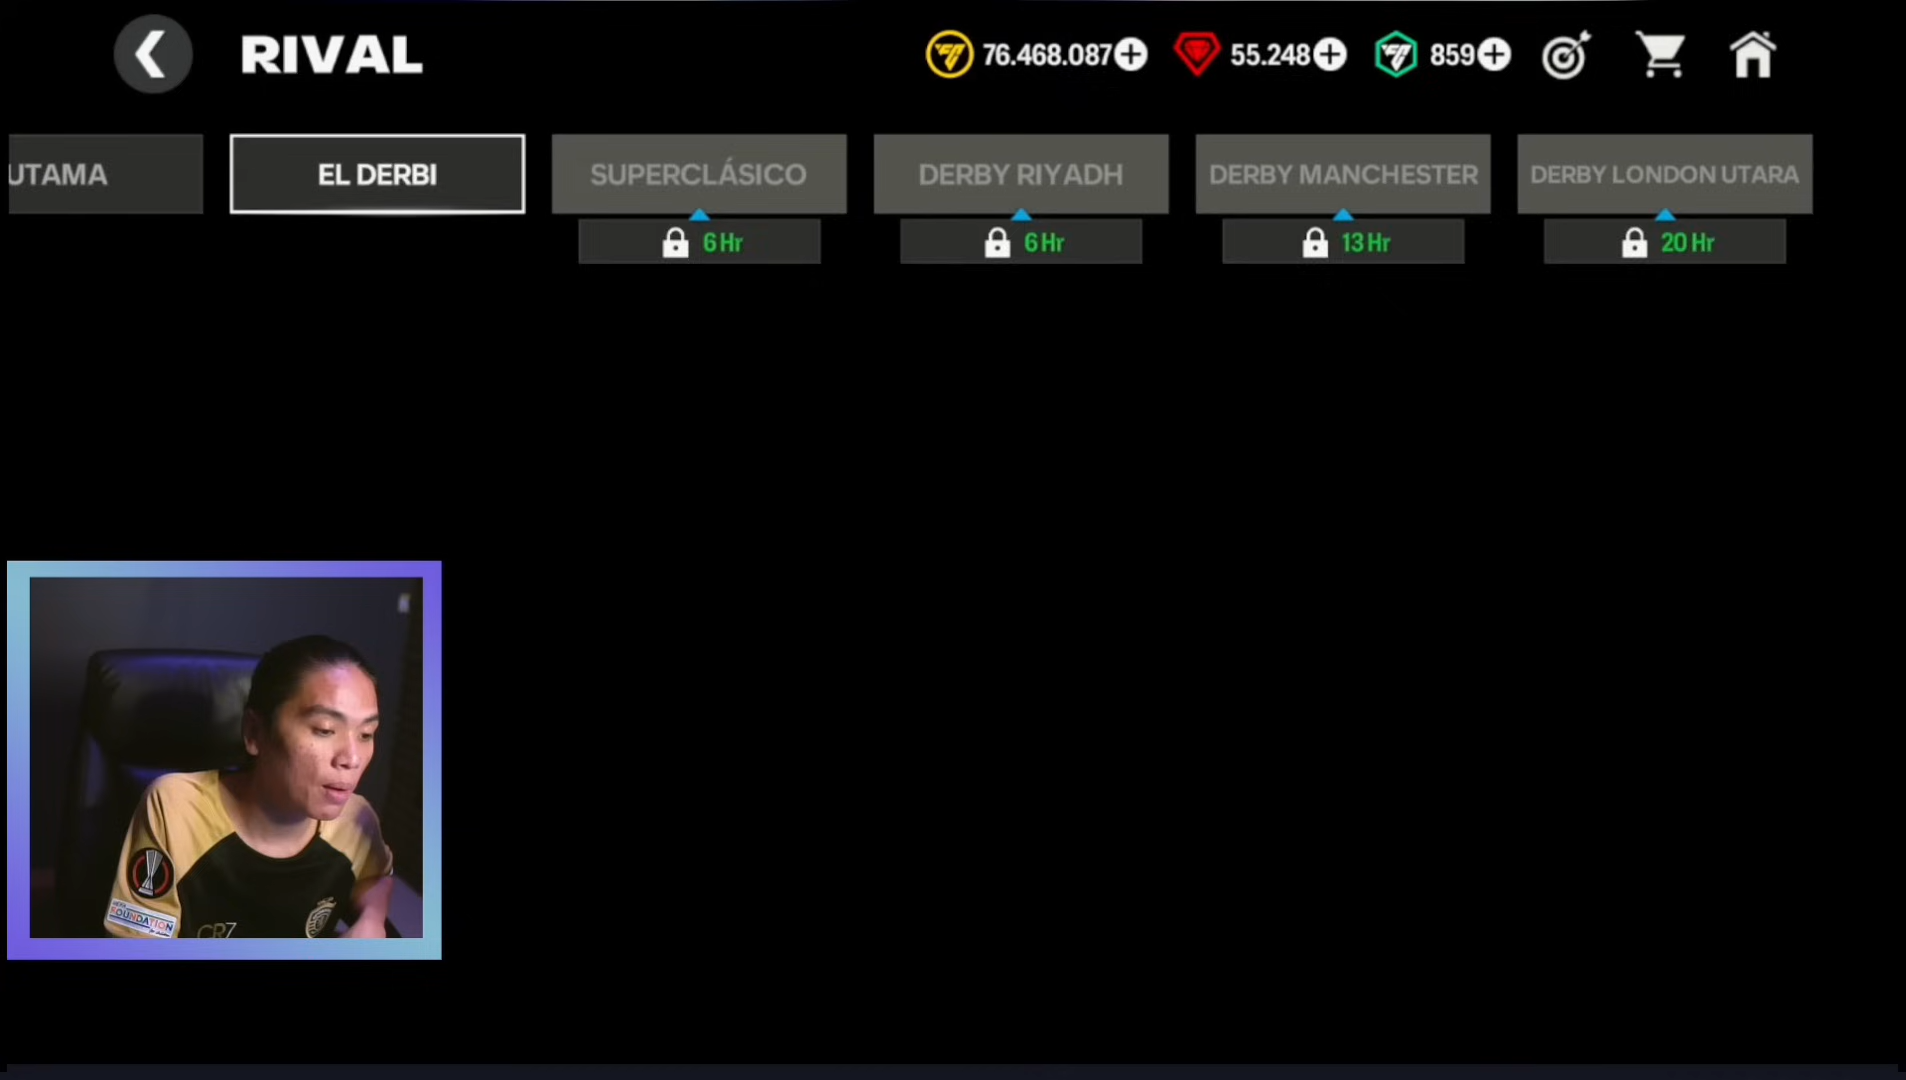 RIVAL
76.468.087
55.248
859
UTAMA
EL DERBI
SUPERCLÁSICO
DERBY RIYADH
DERBY MANCHESTER
DERBY LONDON UTARA
6 Hr
6 Hr
13 Hr
20 Hr
FOUNDATION
CR7